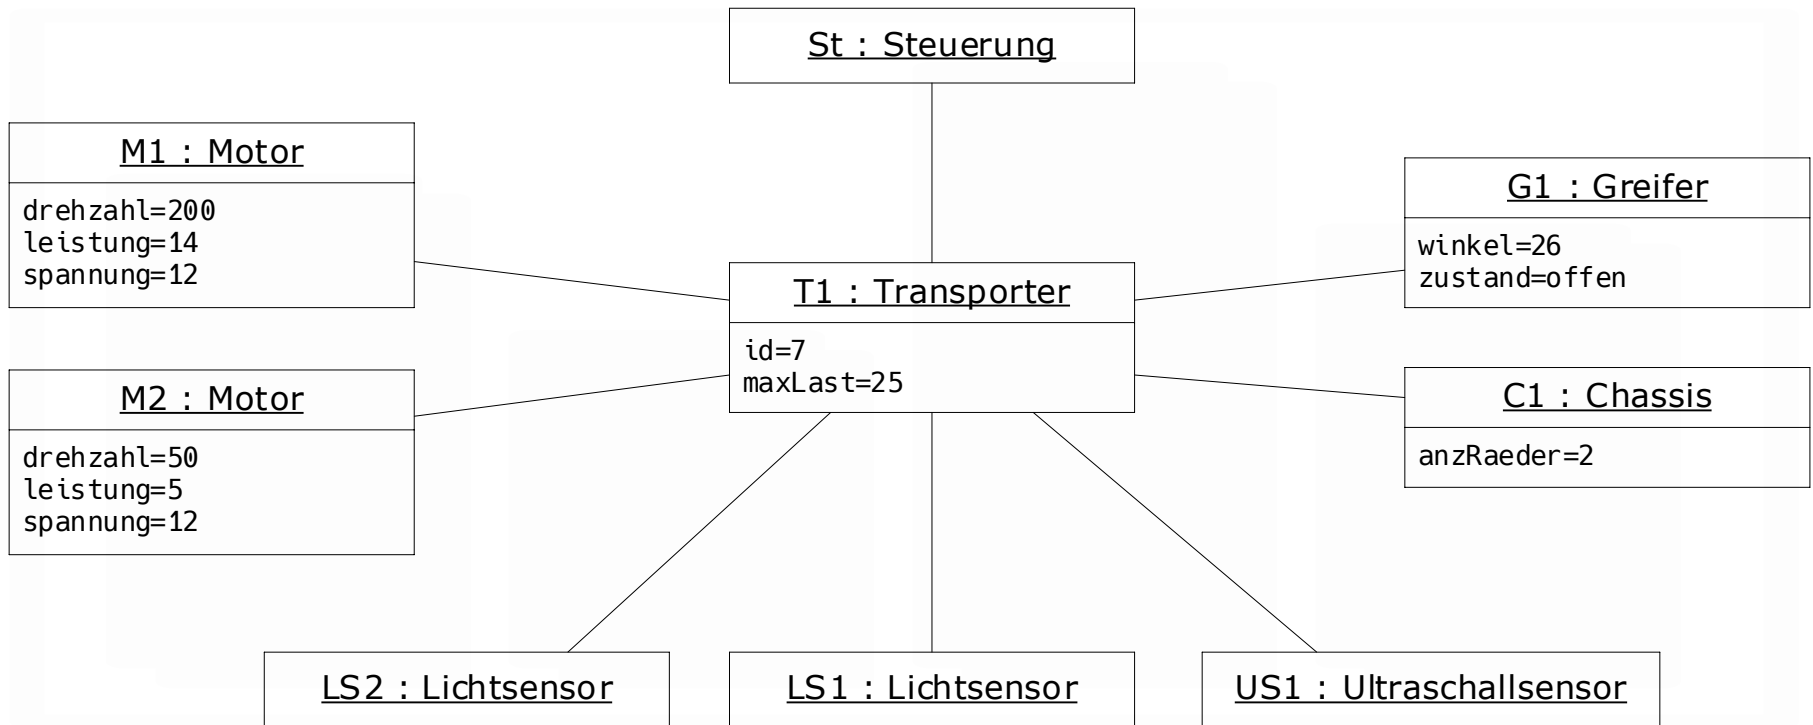 St : Steuerung
M1 : Motor
drehzahl=200
leistung=14
spannung=12
G1 : Greifer
winkel=26
zustand=offen
T1 : Transporter
id=7
maxLast=25
M2 : Motor
drehzahl=50
leistung=5
spannung=12
C1 : Chassis
anzRaeder=2
LS2 : Lichtsensor
LS1 : Lichtsensor
US1 : Ultraschallsensor